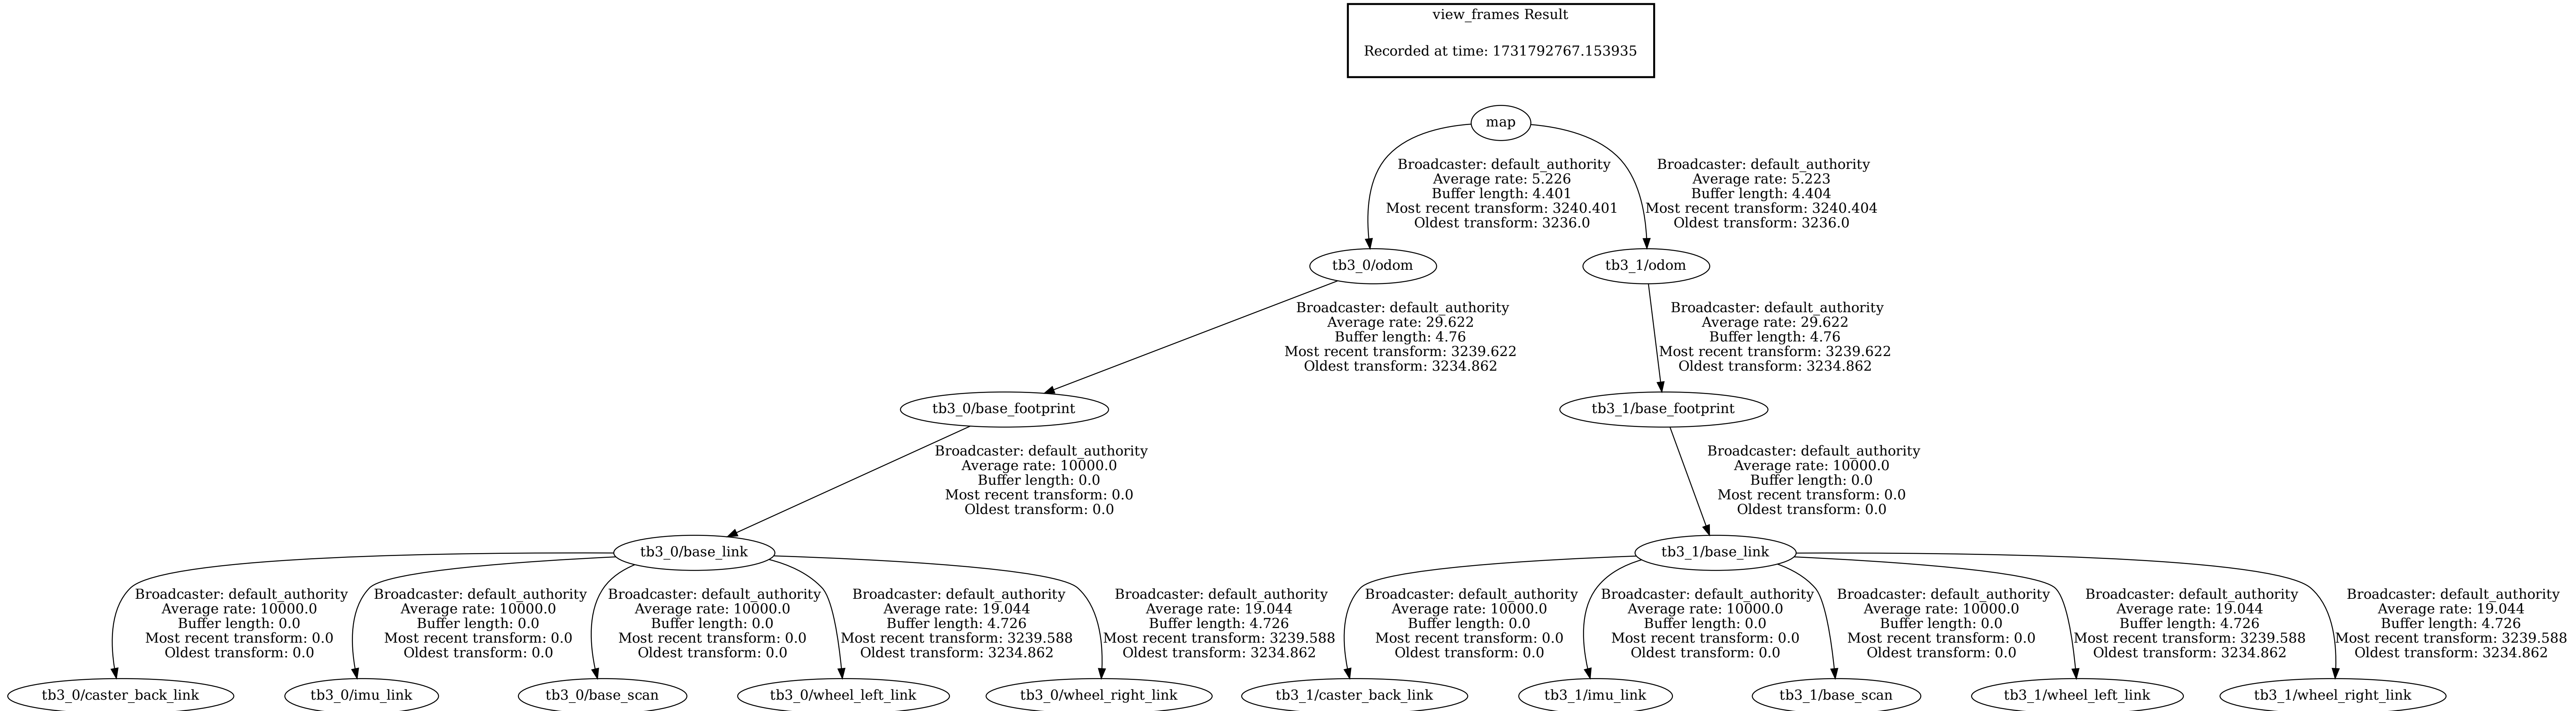 view_frames Result
Recorded at time: 1731792767.153935
map
Broadcaster: default_authority
Average rate: 5.226
Buffer length: 4.401
Most recent transform: 3240.401
Oldest transform: 3236.0
Broadcaster: default_authority
Average rate: 5.223
Buffer length: 4.404
Most recent transform: 3240.404
Oldest transform: 3236.0
tb3_0/odom
tb3_1/odom
Broadcaster: default_authority
Average rate: 29.622
Buffer length: 4.76
Most recent transform: 3239.622
Oldest transform: 3234.862
Broadcaster: default_authority
Average rate: 29.622
Buffer length: 4.76
Most recent transform: 3239.622
Oldest transform: 3234.862
tb3_0/base_footprint
tb3_1/base_footprint
Broadcaster: default_authority
Average rate: 10000.0
Buffer length: 0.0
Most recent transform: 0.0
Oldest transform: 0.0
Broadcaster: default_authority
Average rate: 10000.0
Buffer length: 0.0
Most recent transform: 0.0
Oldest transform: 0.0
tb3_0/base_link
tb3_1/base_link
Broadcaster: default_authority
Average rate: 10000.0
Buffer length: 0.0
Most recent transform: 0.0
Oldest transform: 0.0
Broadcaster: default_authority
Average rate: 10000.0
Buffer length: 0.0
Most recent transform: 0.0
Oldest transform: 0.0
Broadcaster: default_authority
Average rate: 10000.0
Buffer length: 0.0
Most recent transform: 0.0
Oldest transform: 0.0
Broadcaster: default_authority
Average rate: 19.044
Buffer length: 4.726
Most recent transform: 3239.588
Oldest transform: 3234.862
Broadcaster: default_authority
Average rate: 19.044
Buffer length: 4.726
Most recent transform: 3239.588
Oldest transform: 3234.862
Broadcaster: default_authority
Average rate: 10000.0
Buffer length: 0.0
Most recent transform: 0.0
Oldest transform: 0.0
Broadcaster: default_authority
Average rate: 10000.0
Buffer length: 0.0
Most recent transform: 0.0
Oldest transform: 0.0
Broadcaster: default_authority
Average rate: 10000.0
Buffer length: 0.0
Most recent transform: 0.0
Oldest transform: 0.0
Broadcaster: default_authority
Average rate: 19.044
Buffer length: 4.726
Most recent transform: 3239.588
Oldest transform: 3234.862
Broadcaster: default_authority
Average rate: 19.044
Buffer length: 4.726
Most recent transform: 3239.588
Oldest transform: 3234.862
tb3_0/caster_back_link
tb3_0/imu_link
tb3_0/base_scan
tb3_0/wheel_left_link
tb3_0/wheel_right_link
tb3_1/caster_back_link
tb3_1/imu_link
tb3_1/base_scan
tb3_1/wheel_left_link
tb3_1/wheel_right_link